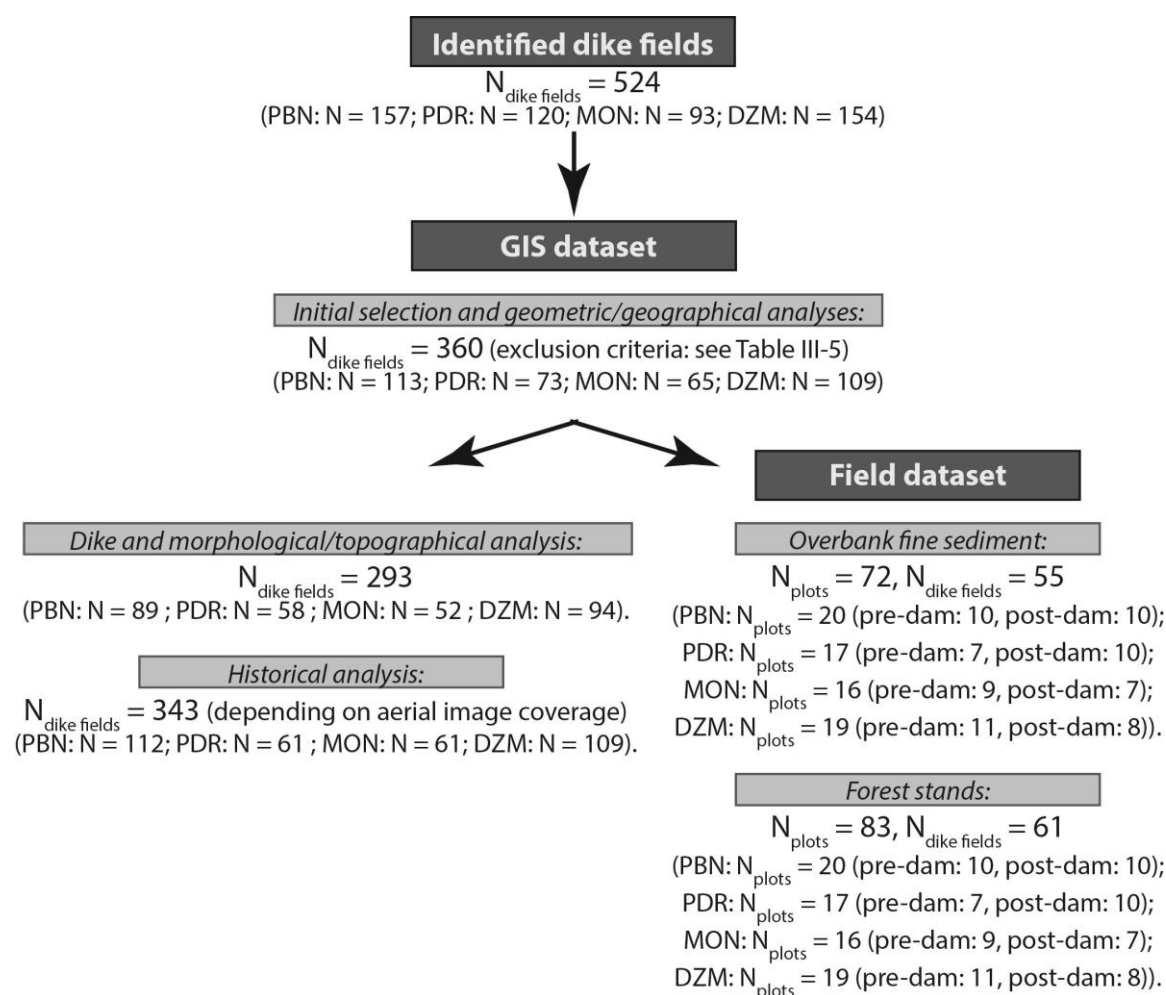 Identified dike fields
N dike fields = 524
(PBN: N = 157; PDR: N = 120; MON: N = 93; DZM: N = 154)
GIS dataset
Initial selection and geometric/geographical analyses:
N dike fields = 360 (exclusion criteria: see Table III-5)
(PBN: N = 113; PDR: N = 73; MON: N = 65; DZM: N = 109)
Dike and morphological/topographical analysis:
N dike fields = 293
(PBN: N = 89 ; PDR: N = 58 ; MON: N = 52 ; DZM: N = 94).
Historical analysis:
N dike fields = 343 (depending on aerial image coverage)
(PBN: N = 112; PDR: N = 61 ; MON: N = 61; DZM: N = 109).
Field dataset
Overbank fine sediment:
N plots = 72, N dike fields = 55
(PBN: N plots = 20 (pre-dam: 10, post-dam: 10);
PDR: N plots = 17 (pre-dam: 7, post-dam: 10);
MON: N plots = 16 (pre-dam: 9, post-dam: 7);
DZM: N plots = 19 (pre-dam: 11, post-dam: 8)).
Forest stands:
N plots = 83, N dike fields = 61
(PBN: N plots = 20 (pre-dam: 10, post-dam: 10);
PDR: N plots = 17 (pre-dam: 7, post-dam: 10);
MON: N plots = 16 (pre-dam: 9, post-dam: 7);
DZM: N plots = 19 (pre-dam: 11, post-dam: 8)).